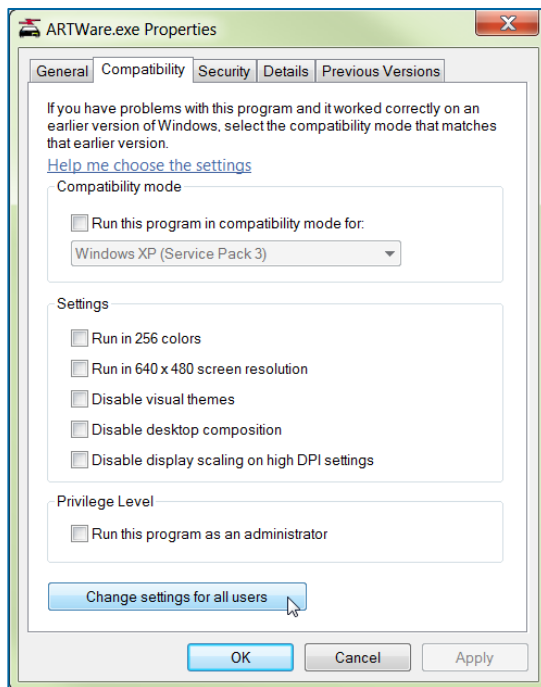 ARTWare.exe Properties
General Compatibility Security Details Previous Versions
If you have problems with this program and it worked correctly on an
earlier version of Windows, select the compatibility mode that matches
that earlier version.
Help me choose the settings
Compatibility mode
Run this program in compatibility mode for:
Windows XP (Service Pack 3)
Settings
Run in 256 colors
Run in 640 x 480 screen resolution
Disable visual themes
Disable desktop composition
Disable display scaling on high DPI settings
Privilege Level
Run this program as an administrator
Change settings for all users
OK Cancel Apply